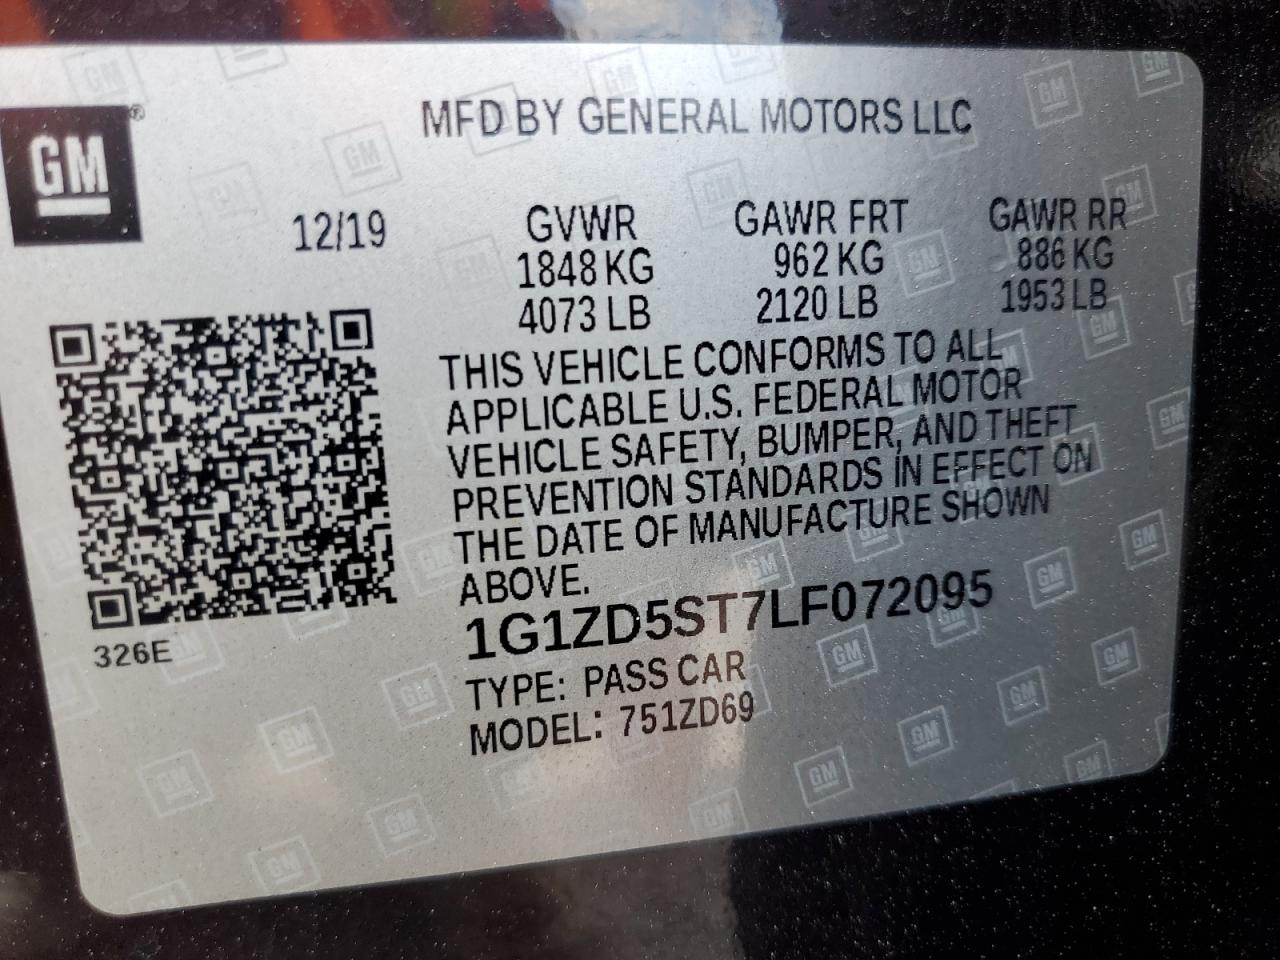 GM®
MFD BY GENERAL MOTORS LLC
12/19
GVWR
1848 KG
4073 LB
GAWR FRT
962 KG
2120 LB
GAWR RR
886 KG
1953 LB
THIS VEHICLE CONFORMS TO ALL
APPLICABLE U.S. FEDERAL MOTOR
VEHICLE SAFETY, BUMPER, AND THEFT
PREVENTION STANDARDS IN EFFECT ON
THE DATE OF MANUFACTURE SHOWN
ABOVE.
1G1ZD5ST7LF072095
TYPE: PASS CAR
MODEL: 751ZD69
326E